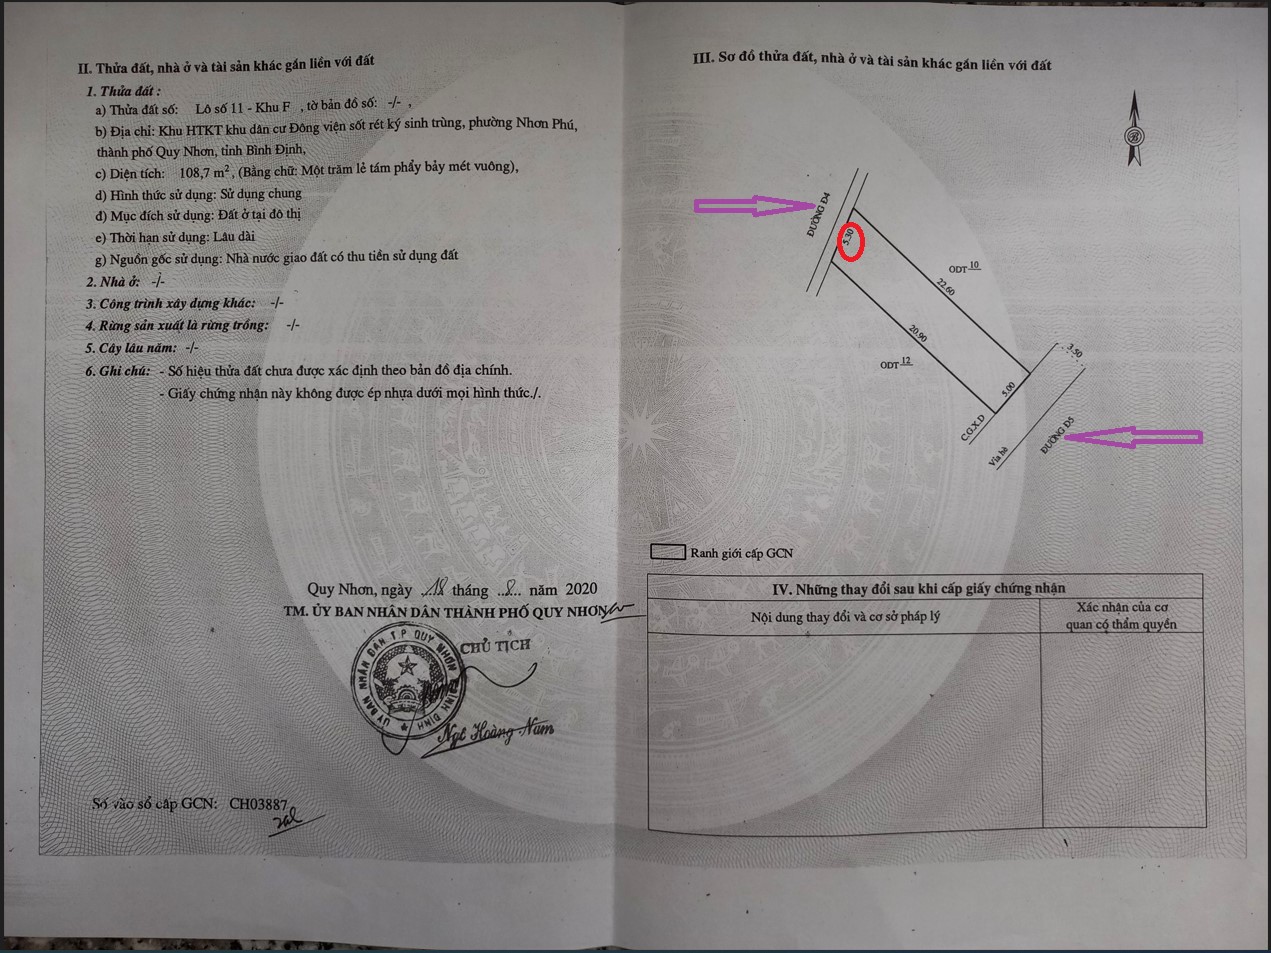 II. Thửa đất, nhà ở và tài sản khác gắn liền với đất
1. Thửa đất :
a) Thửa đất số: Lô số 11 - Khu F , tờ bản đồ số: -/- ,
b) Địa chỉ: Khu HTKT khu dân cư Đông viện sốt rét ký sinh trùng, phường Nhơn Phú,
thành phố Quy Nhơn, tỉnh Bình Định,
c) Diện tích: 108,7 m², (Bằng chữ: Một trăm lẻ tám phẩy bảy mét vuông),
d) Hình thức sử dụng: Sử dụng chung
đ) Mục đích sử dụng: Đất ở tại đô thị
e) Thời hạn sử dụng: Lâu dài
g) Nguồn gốc sử dụng: Nhà nước giao đất có thu tiền sử dụng đất
2. Nhà ở: -/-
3. Công trình xây dựng khác: -/-
4. Rừng sản xuất là rừng trồng: -/-
5. Cây lâu năm: -/-
6. Ghi chú: - Số hiệu thửa đất chưa được xác định theo bản đồ địa chính.
- Giấy chứng nhận này không được ép nhựa dưới mọi hình thức./.
Quy Nhơn, ngày 18 tháng 8 năm 2020
TM. ỦY BAN NHÂN DÂN THÀNH PHỐ QUY NHƠN
CHỦ TỊCH
ỦY BAN NHÂN DÂN T.P QUY NHƠN
BÌNH ĐỊNH
Ngô Hoàng Nam
Số vào sổ cấp GCN: CH03887
III. Sơ đồ thửa đất, nhà ở và tài sản khác gắn liền với đất
B
ĐƯỜNG Đ4
5.30
ODT 10
22.60
20.90
ODT 12
3.50
5.00
C.G.X.D
Vỉa hè
ĐƯỜNG Đ5
Ranh giới cấp GCN
IV. Những thay đổi sau khi cấp giấy chứng nhận
Nội dung thay đổi và cơ sở pháp lý
Xác nhận của cơ
quan có thẩm quyền